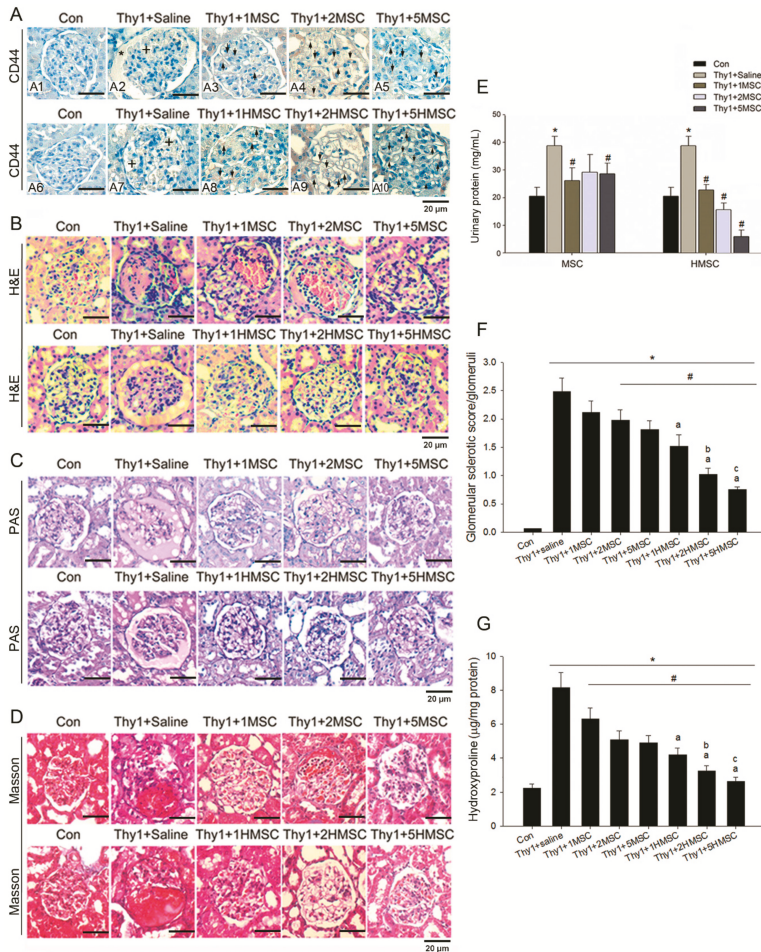 A
Con Thy1+Saline Thy1+1MSC Thy1+2MSC Thy1+5MSC
CD44
A1 A2 * + A3 A4 A5
Con Thy1+Saline Thy1+1HMSC Thy1+2HMSC Thy1+5HMSC
CD44
A6 A7 + + A8 A9 A10
20 μm
B
Con Thy1+Saline Thy1+1MSC Thy1+2MSC Thy1+5MSC
H&E
Con Thy1+Saline Thy1+1HMSC Thy1+2HMSC Thy1+5HMSC
H&E
20 μm
C
Con Thy1+Saline Thy1+1MSC Thy1+2MSC Thy1+5MSC
PAS
Con Thy1+Saline Thy1+1HMSC Thy1+2HMSC Thy1+5HMSC
PAS
20 μm
D
Con Thy1+Saline Thy1+1MSC Thy1+2MSC Thy1+5MSC
Masson
Con Thy1+Saline Thy1+1HMSC Thy1+2HMSC Thy1+5HMSC
Masson
20 μm
E
Con
Thy1+Saline
Thy1+1MSC
Thy1+2MSC
Thy1+5MSC
Urinary protein (mg/mL)
50
40
30
20
10
0
* # # * # # #
MSC HMSC
F
Glomerular sclerotic score/glomeruli
3.0
2.5
2.0
1.5
1.0
0.5
0.0
*
#
a
b
a
c
a
Con Thy1+saline Thy1+1MSC Thy1+2MSC Thy1+5MSC Thy1+1HMSC Thy1+2HMSC Thy1+5HMSC
G
Hydroxyproline (μg/mg protein)
10
8
6
4
2
0
*
#
a
b
a
c
a
Con Thy1+saline Thy1+1MSC Thy1+2MSC Thy1+5MSC Thy1+1HMSC Thy1+2HMSC Thy1+5HMSC